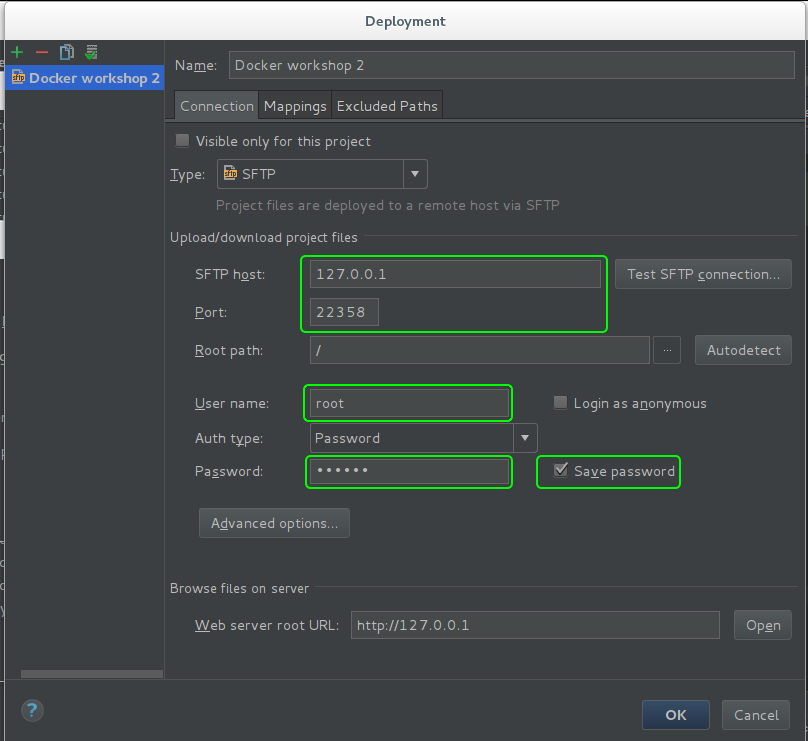 Deployment
Docker workshop 2
Name: Docker workshop 2
Connection Mappings Excluded Paths
Visible only for this project
Type: sftp SFTP
Project files are deployed to a remote host via SFTP
Upload/download project files
SFTP host: 127.0.0.1 Test SFTP connection...
Port: 22358
Root path: / ... Autodetect
User name: root Login as anonymous
Auth type: Password
Password: •••••• Save password
Advanced options...
Browse files on server
Web server root URL: http://127.0.0.1 Open
? OK Cancel